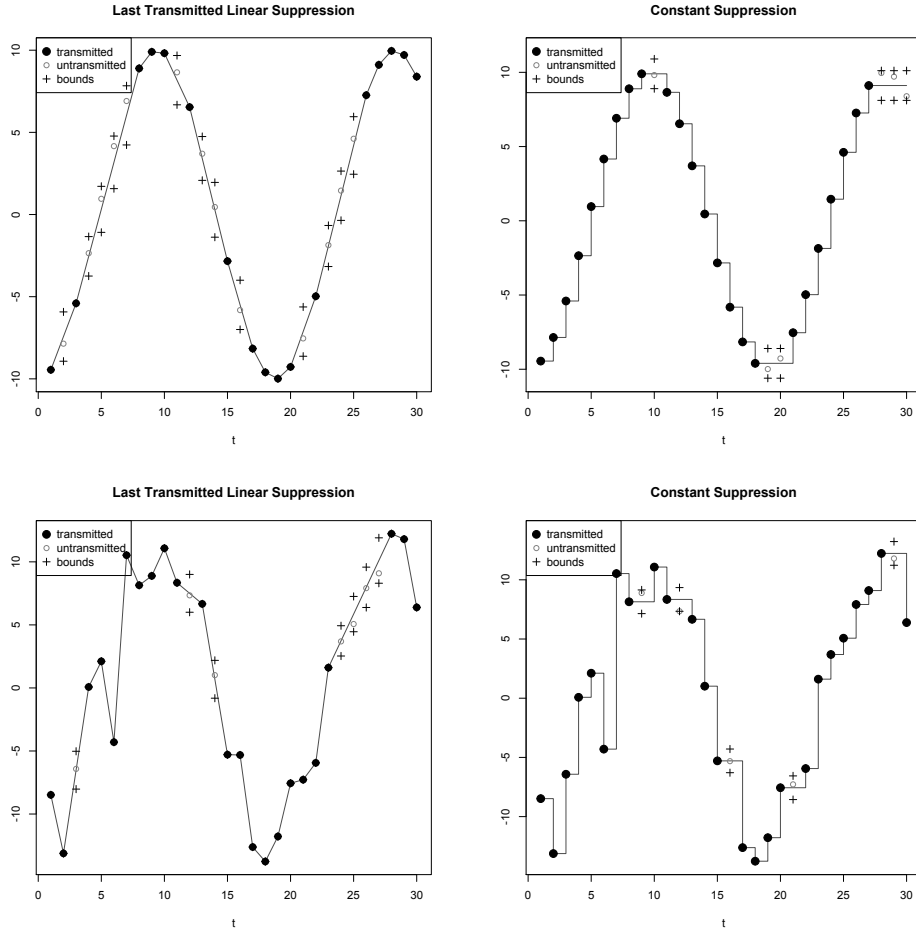 Last Transmitted Linear Suppression
transmitted
untransmitted
bounds
10
5
0
-5
-10
0 5 10 15 20 25 30
t
Constant Suppression
transmitted
untransmitted
bounds
10
5
0
-5
-10
0 5 10 15 20 25 30
t
Last Transmitted Linear Suppression
transmitted
untransmitted
bounds
10
5
0
-5
-10
0 5 10 15 20 25 30
t
Constant Suppression
transmitted
untransmitted
bounds
10
5
0
-5
-10
0 5 10 15 20 25 30
t